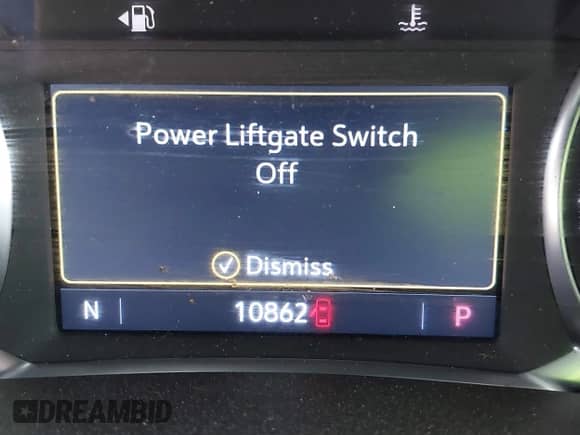 Power Liftgate Switch
Off
Dismiss
N 10862 P
DREAMBID